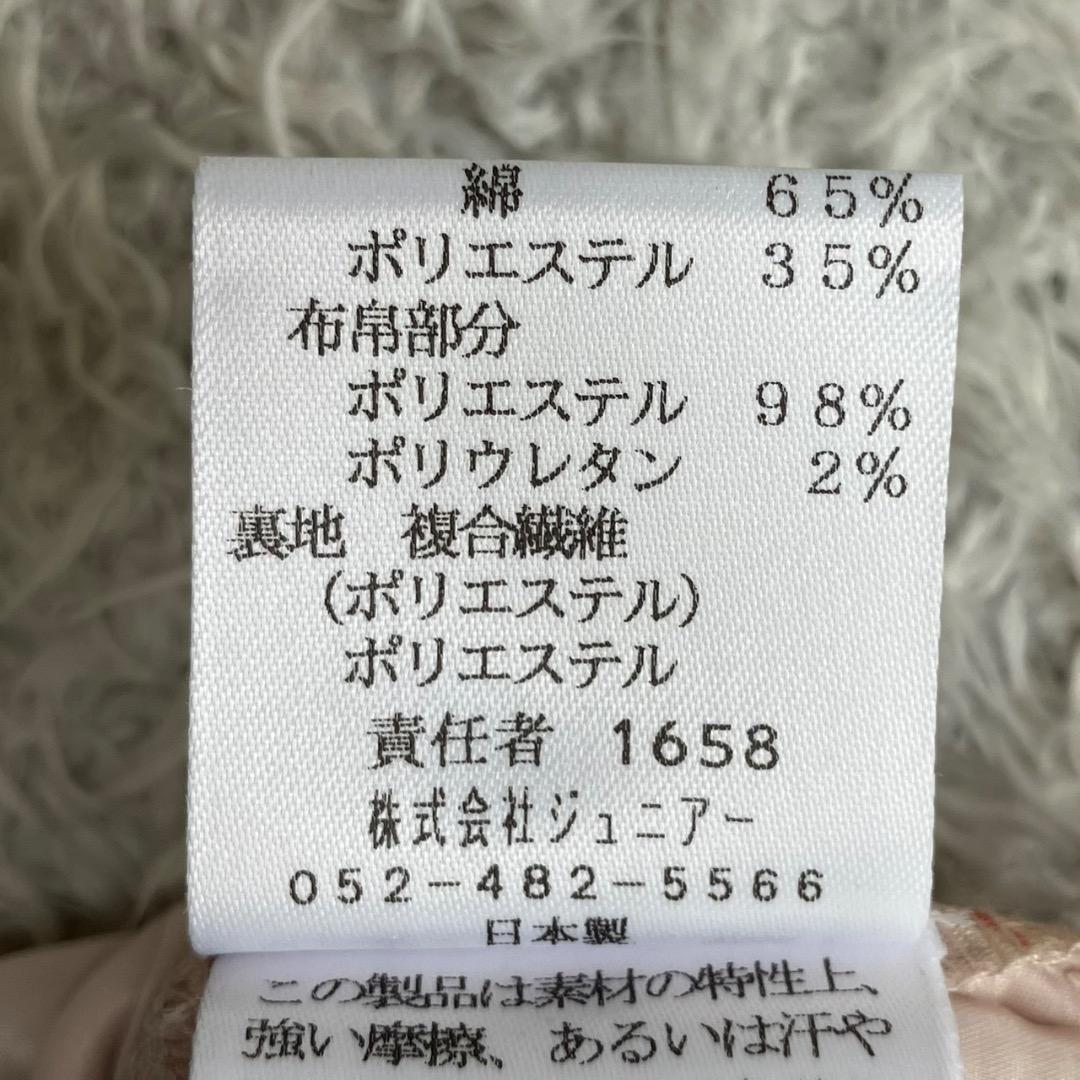 綿 65%
ポリエステル 35%
布帛部分
ポリエステル 98%
ポリウレタン 2%
裏地 複合繊維
(ポリエステル)
ポリエステル
責任者 1658
株式会社ジュニアー
052-482-5566
日本製
この製品は素材の特性上、
強い摩擦、あるいは汗や